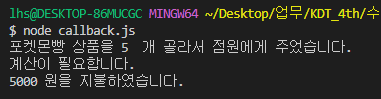 lhs@DESKTOP-86MUCGC MINGW64 ~/Desktop/업무/KDT_4th/수
$ node callback.js
포켓몬빵 상품을 5  개 골라서 점원에게 주었습니다.
계산이 필요합니다.
5000 원을 지불하였습니다.